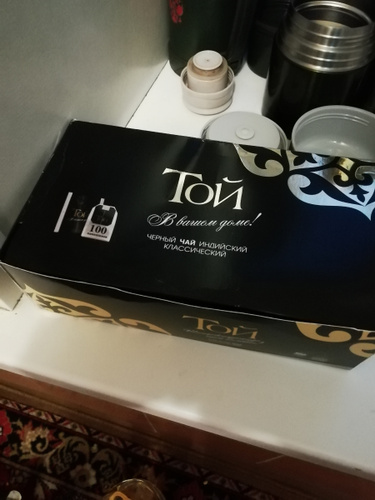 Той
В вашем доме!
100
ЧЕРНЫЙ ЧАЙ ИНДИЙСКИЙ
КЛАССИЧЕСКИЙ
Той